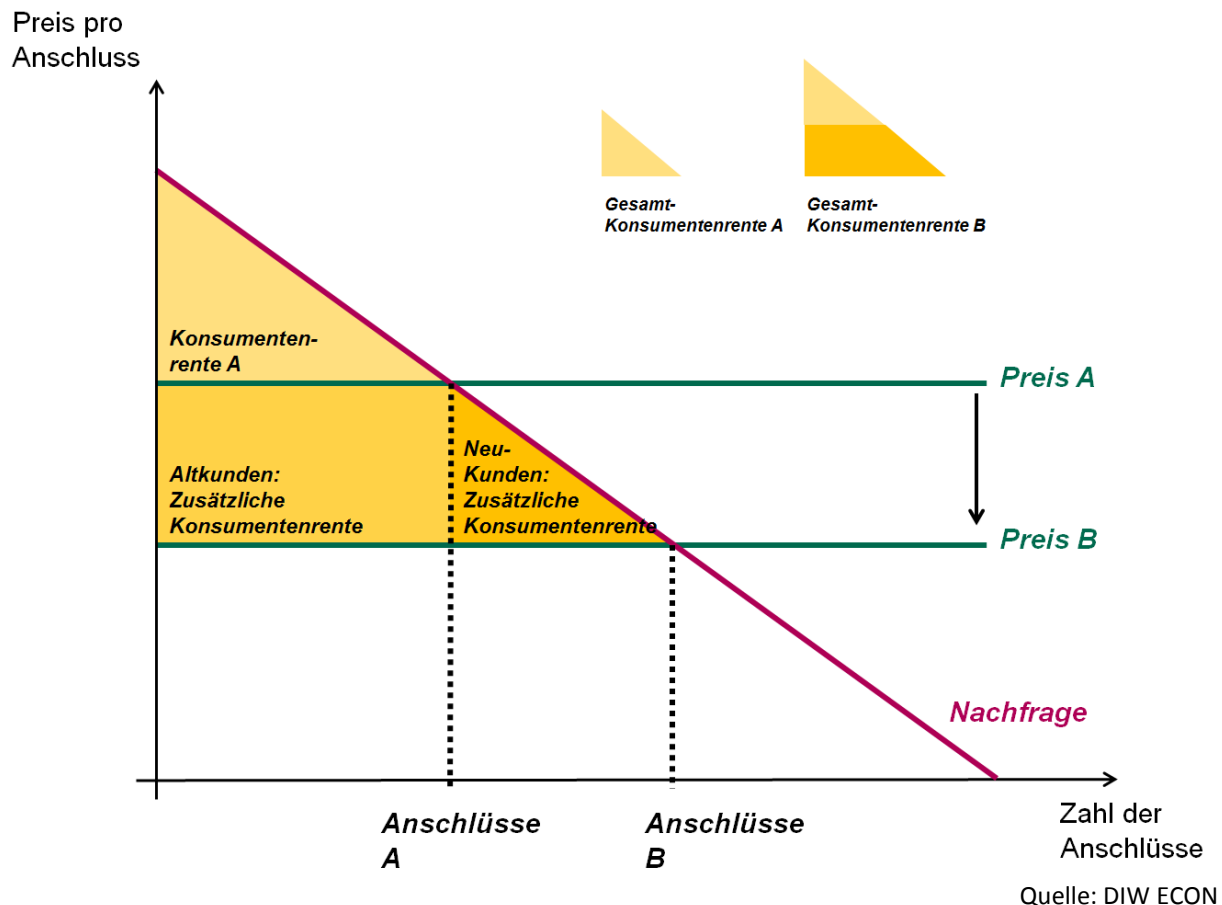 Preis pro
Anschluss
Gesamt-
Konsumentenrente A
Gesamt-
Konsumentenrente B
Konsumenten-
rente A
Preis A
Altkunden:
Zusätzliche
Konsumentenrente
Neu-
Kunden:
Zusätzliche
Konsumentenrente
Preis B
Nachfrage
Anschlüsse
A
Anschlüsse
B
Zahl der
Anschlüsse
Quelle: DIW ECON